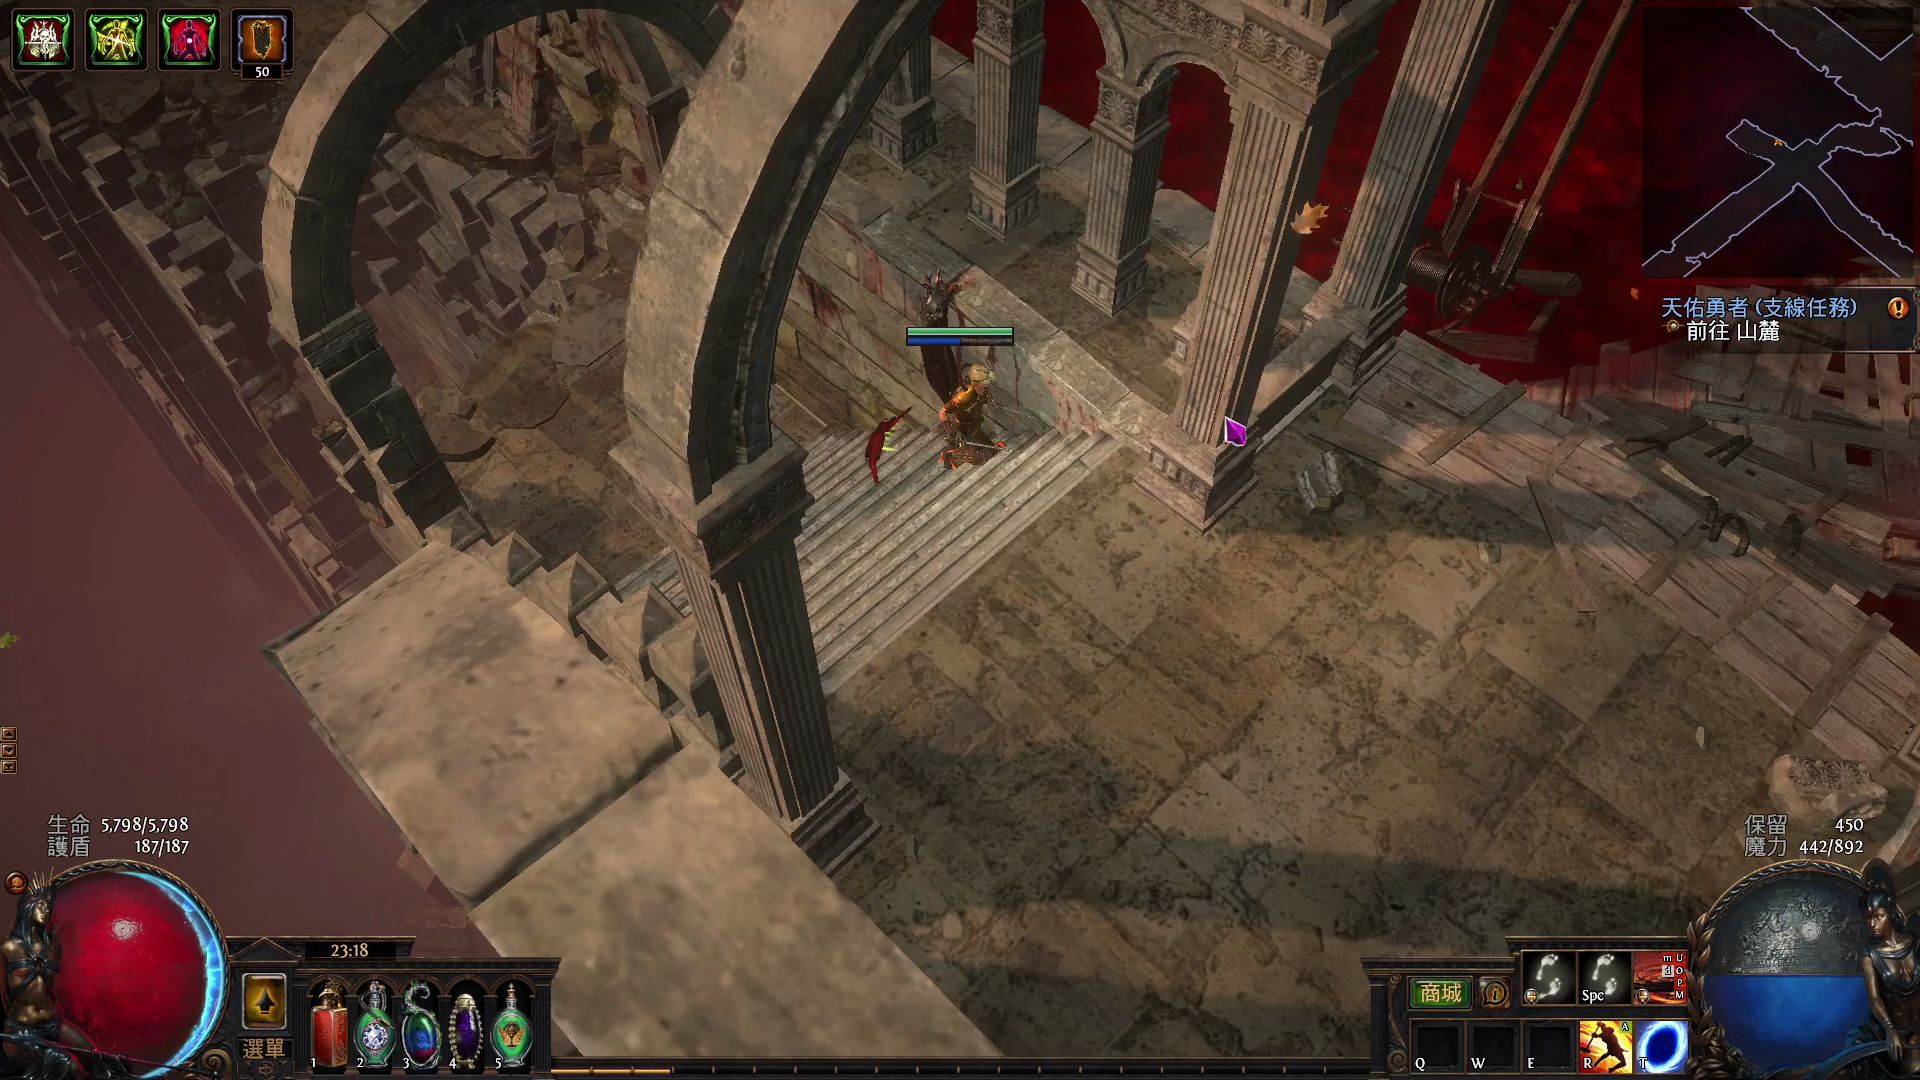 50
天佑勇者 (支線任務)
前往 山麓
生命 5,798/5,798
護盾 187/187
保留 450
魔力 442/892
23:18
選單
1
2
3
4
5
商城
Spc
m U
d O
P
M
Q
W
E
R
A
T